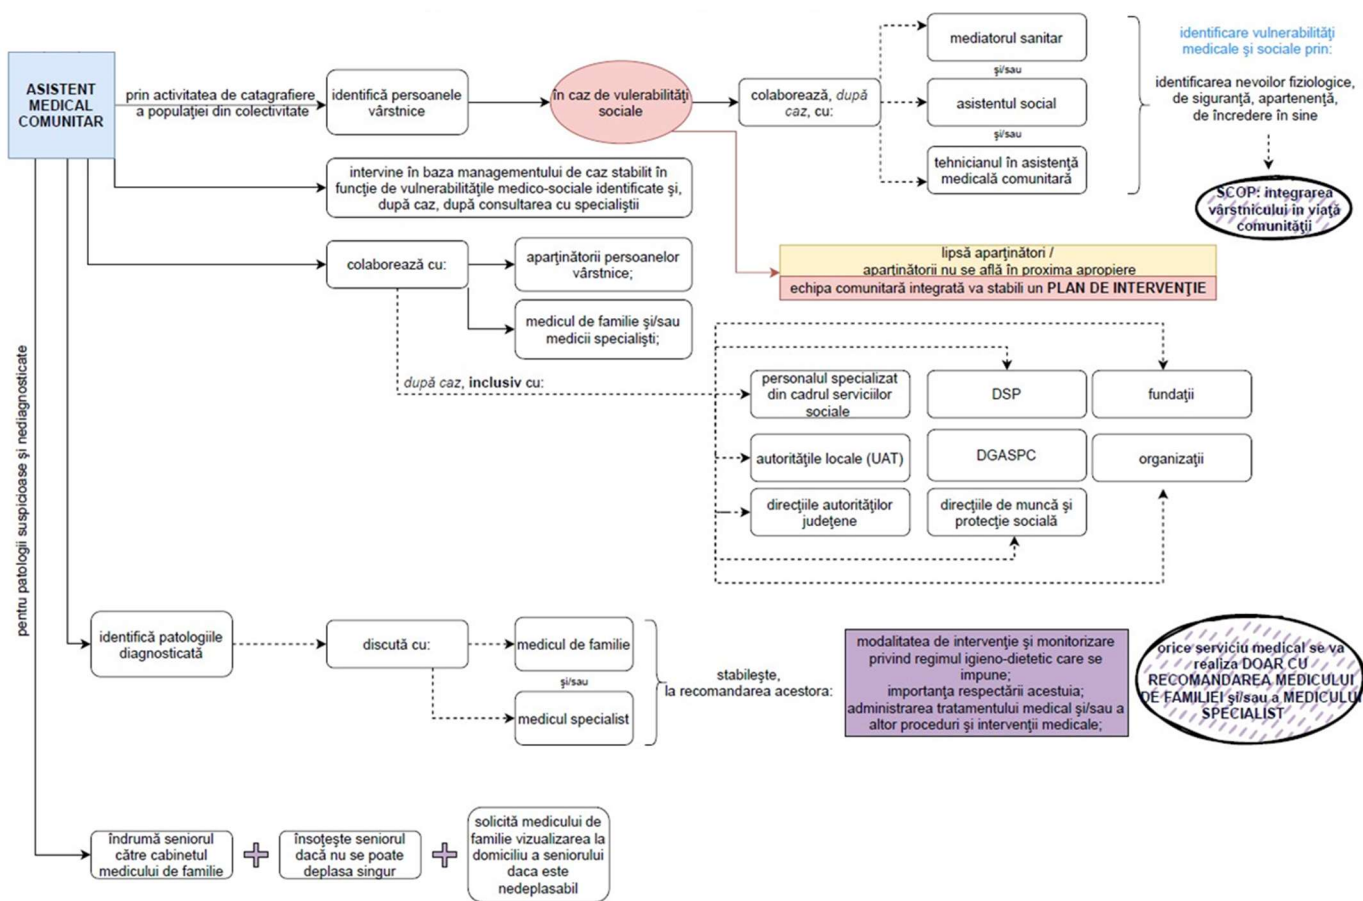 ASISTENT
MEDICAL
COMUNITAR
prin activitatea de catagrafiere
a populației din colectivitate
identifică persoanele
vârstnice
în caz de vulerabilități
sociale
colaborează, după
caz, cu:
mediatorul sanitar
și/sau
asistentul social
și/sau
tehnicianul în asistență
medicală comunitară
identificare vulnerabilități
medicale și sociale prin:
identificarea nevoilor fiziologice,
de siguranță, apartenență,
de încredere în sine
SCOP: integrarea
vârstnicului in viață
comunității
intervine în baza managementului de caz stabilit în
funcție de vulnerabilitățile medico-sociale identificate și,
după caz, după consultarea cu specialiștii
lipsă aparținători /
aparținătorii nu se află în proxima apropiere
echipa comunitară integrată va stabili un PLAN DE INTERVENȚIE
colaborează cu:
aparținătorii persoanelor
vârstnice;
medicul de familie și/sau
medicii specialiști;
după caz, inclusiv cu:
personalul specializat
din cadrul serviciilor
sociale
DSP
fundații
autoritățile locale (UAT)
DGASPC
organizații
direcțiile autorităților
județene
direcțiile de muncă și
protecție socială
pentru patologii suspicioase și nediagnosticate
identifică patologiile
diagnosticată
discută cu:
medicul de familie
și/sau
medicul specialist
stabilește,
la recomandarea acestora:
modalitatea de intervenție și monitorizare
privind regimul igieno-dietetic care se
impune;
importanța respectării acestuia;
administrarea tratamentului medical și/sau a
altor proceduri și intervenții medicale;
orice serviciu medical se va
realiza DOAR CU
RECOMANDAREA MEDICULUI
DE FAMILIEI și/sau a MEDICULUI
SPECIALIST
îndrumă seniorul
către cabinetul
medicului de familie
însoțește seniorul
dacă nu se poate
deplasa singur
solicită medicului de
familie vizualizarea la
domiciliu a seniorului
daca este
nedeplasabil